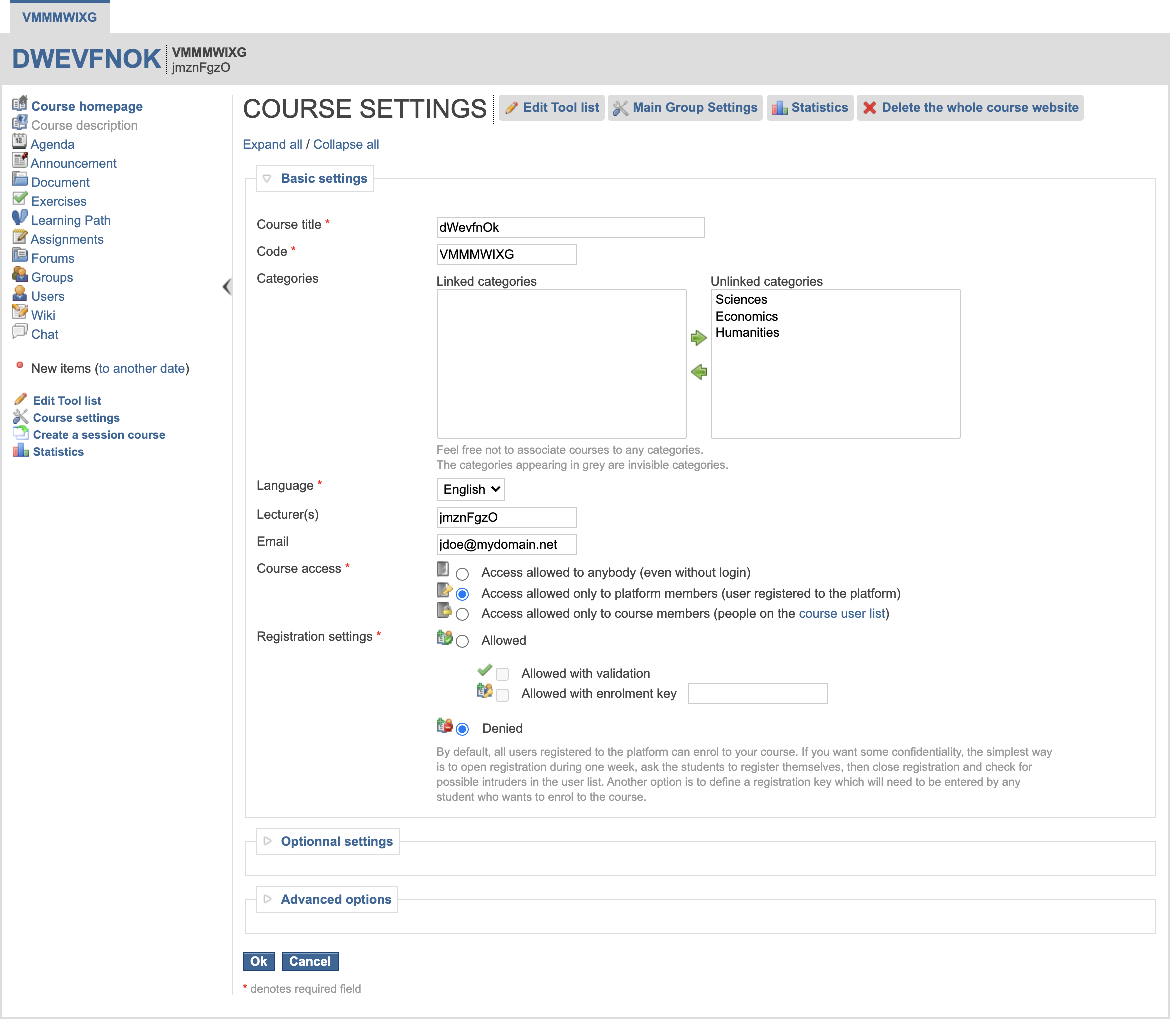 VMMMWIXG
DWEVFNOK
VMMMWIXG
jmznFgzO
Course homepage
Course description
Agenda
Announcement
Document
Exercises
Learning Path
Assignments
Forums
Groups
Users
Wiki
Chat
New items (to another date)
Edit Tool list
Course settings
Create a session course
Statistics
COURSE SETTINGS
Edit Tool list
Main Group Settings
Statistics
Delete the whole course website
Expand all / Collapse all
Basic settings
Course title *
dWevfnOk
Code *
VMMMWIXG
Categories
Linked categories
Unlinked categories
Sciences
Economics
Humanities
Feel free not to associate courses to any categories.
The categories appearing in grey are invisible categories.
Language *
English
Lecturer(s)
jmznFgzO
Email
jdoe@mydomain.net
Course access *
Access allowed to anybody (even without login)
Access allowed only to platform members (user registered to the platform)
Access allowed only to course members (people on the course user list)
Registration settings *
Allowed
Allowed with validation
Allowed with enrolment key
Denied
By default, all users registered to the platform can enrol to your course. If you want some confidentiality, the simplest way
is to open registration during one week, ask the students to register themselves, then close registration and check for
possible intruders in the user list. Another option is to define a registration key which will need to be entered by any
student who wants to enrol to the course.
Optionnal settings
Advanced options
Ok
Cancel
* denotes required field